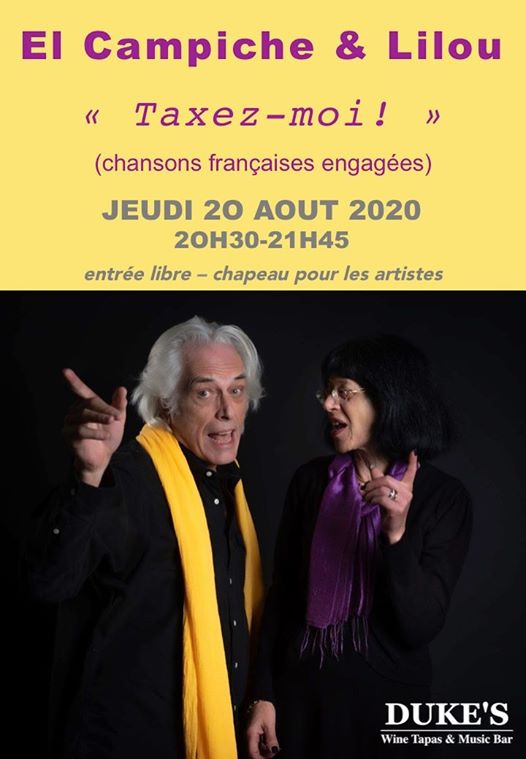 El Campiche & Lilou
« Taxez-moi! »
(chansons françaises engagées)
JEUDI 2O AOUT 2020
2OH30-21H45
entrée libre – chapeau pour les artistes
DUKE'S
Wine Tapas & Music Bar